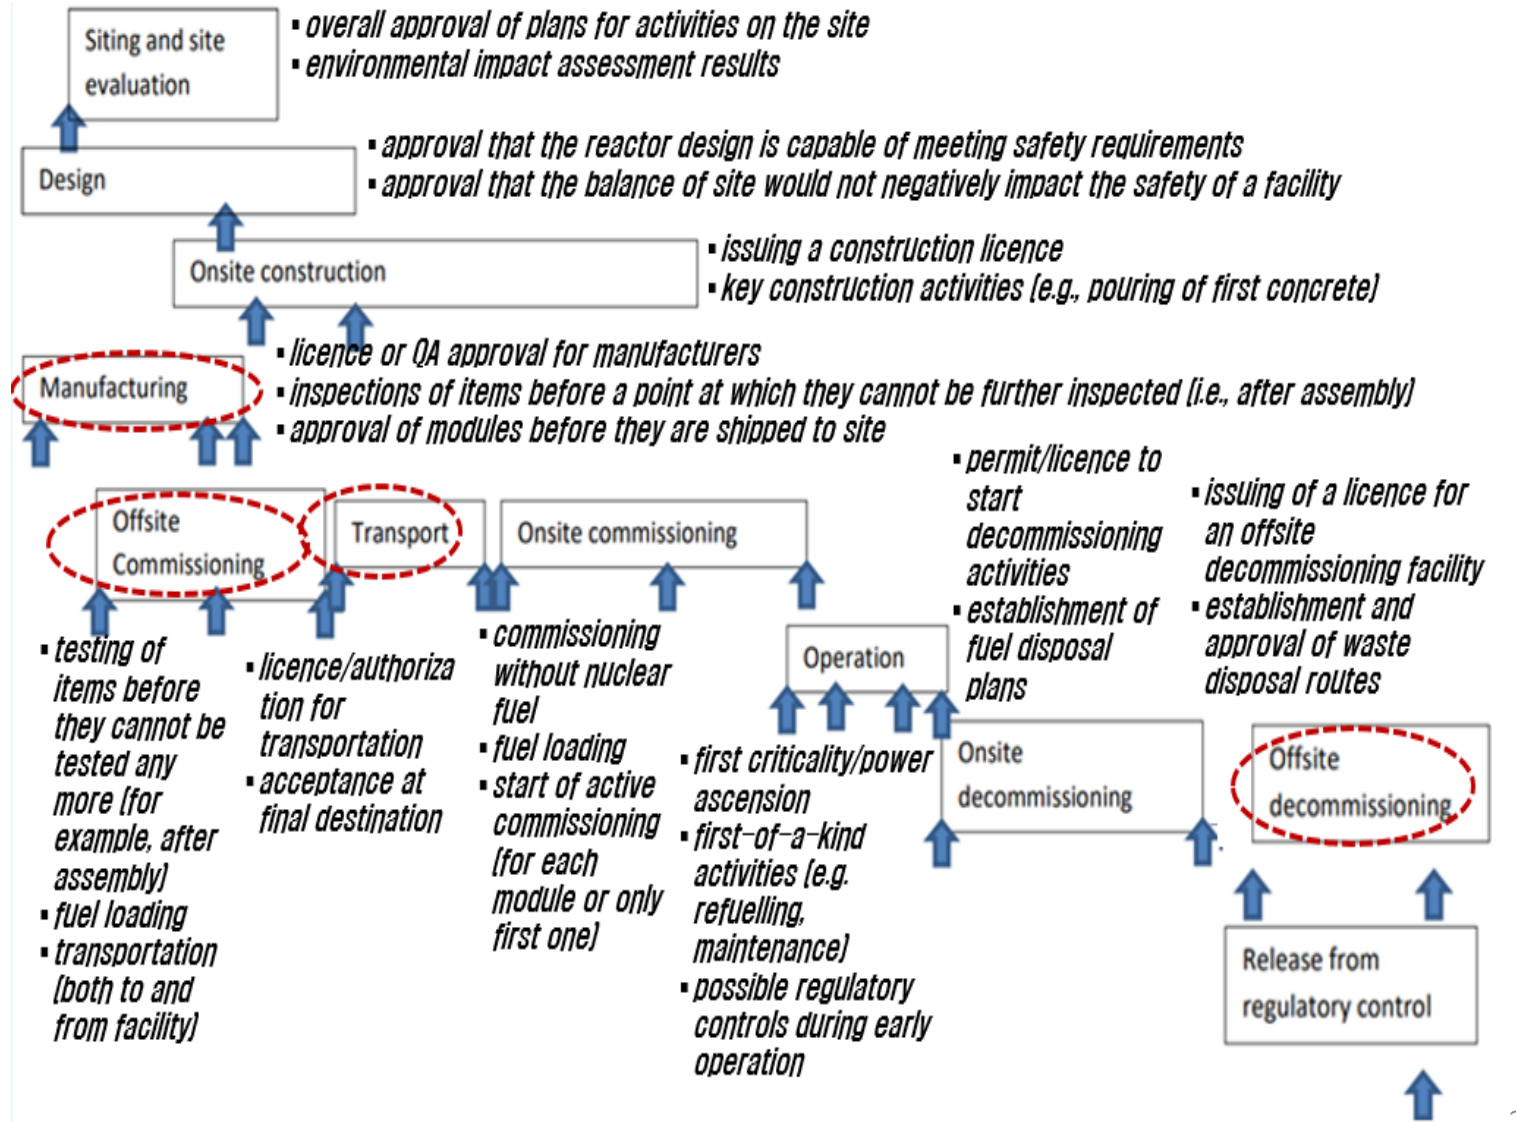 Siting and site
evaluation
▪ overall approval of plans for activities on the site
▪ environmental impact assessment results
Design
▪ approval that the reactor design is capable of meeting safety requirements
▪ approval that the balance of site would not negatively impact the safety of a facility
Onsite construction
▪ issuing a construction licence
▪ key construction activities (e.g., pouring of first concrete)
Manufacturing
▪ licence or QA approval for manufacturers
▪ inspections of items before a point at which they cannot be further inspected (i.e., after assembly)
▪ approval of modules before they are shipped to site
Offsite
Commissioning
▪ testing of
items before
they cannot be
tested any
more (for
example, after
assembly)
▪ fuel loading
▪ transportation
(both to and
from facility)
Transport
▪ licence/authoriza
tion for
transportation
▪ acceptance at
final destination
Onsite commissioning
▪ commissioning
without nuclear
fuel
▪ fuel loading
▪ start of active
commissioning
(for each
module or only
first one)
Operation
▪ first criticality/power
ascension
▪ first-of-a-kind
activities (e.g.
refuelling,
maintenance)
▪ possible regulatory
controls during early
operation
▪ permit/licence to
start
decommissioning
activities
▪ establishment of
fuel disposal
plans
Onsite
decommissioning
▪ issuing of a licence for
an offsite
decommissioning facility
▪ establishment and
approval of waste
disposal routes
Offsite
decommissioning
Release from
regulatory control